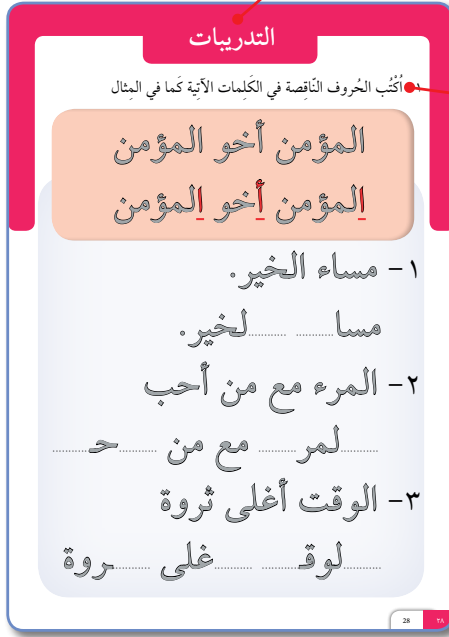 التدريبات
١ اُكْتُب الحُروف النّاقِصة في الكَلِمات الآتِية كَما في المِثال
المؤمن أخو المؤمن
المؤمن أخو المؤمن
١- مساء الخير.
مسا........ ........لخير.
٢- المرء مع من أحب
........لمر........ مع من ........حـ........
٣- الوقت أغلى ثروة
........لوقـ........ ........غلى ........ـروة
28 ٢٨